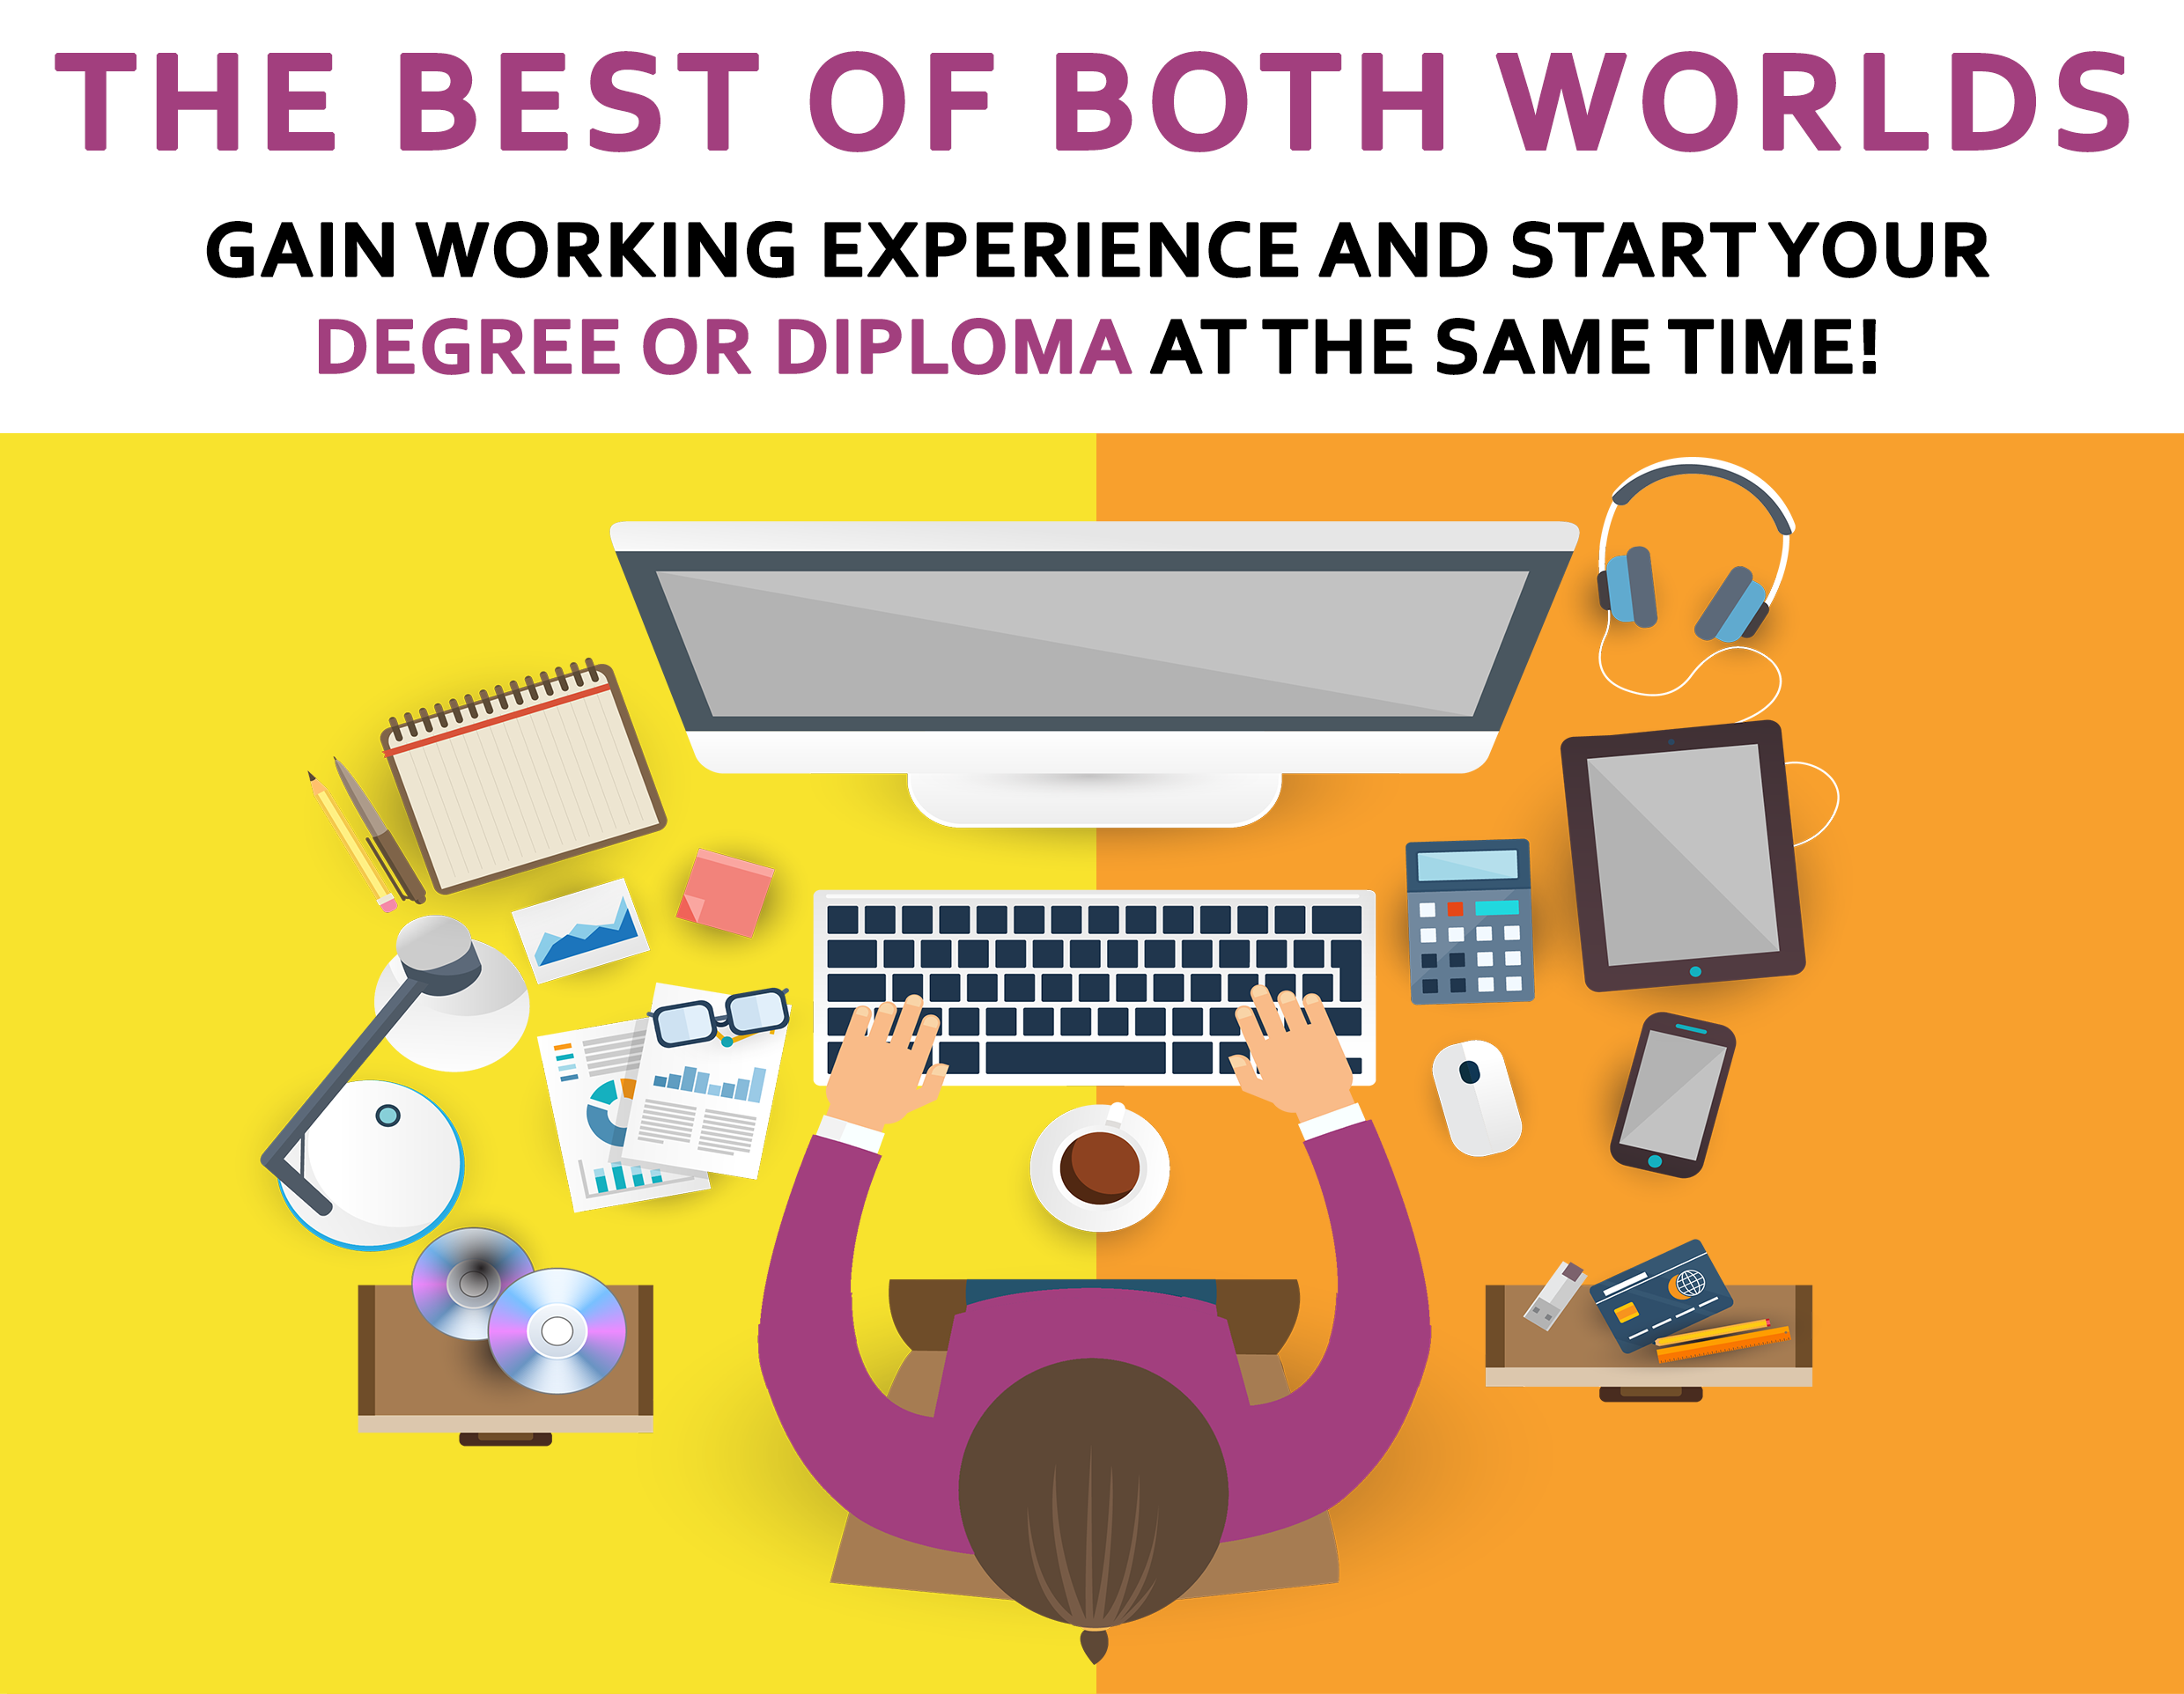 THE BEST OF BOTH WORLDS
GAIN WORKING EXPERIENCE AND START YOUR
DEGREE OR DIPLOMA AT THE SAME TIME!